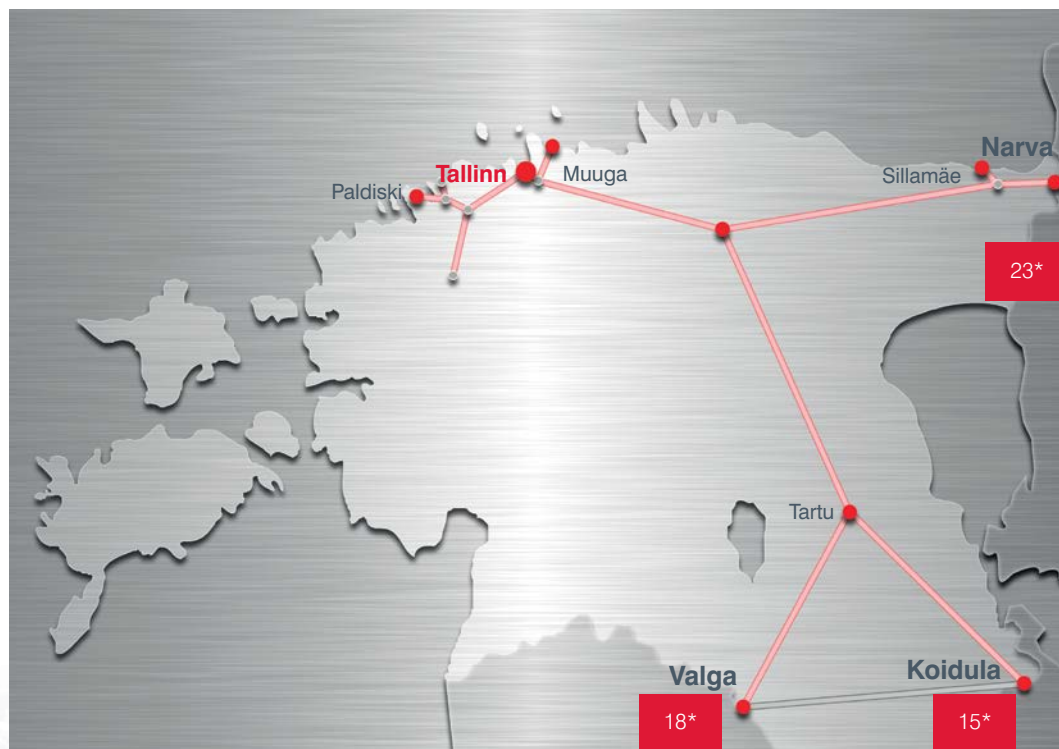 Narva
Tallinn
Muuga
Sillamäe
Paldiski
23*
Tartu
Valga
Koidula
18*
15*